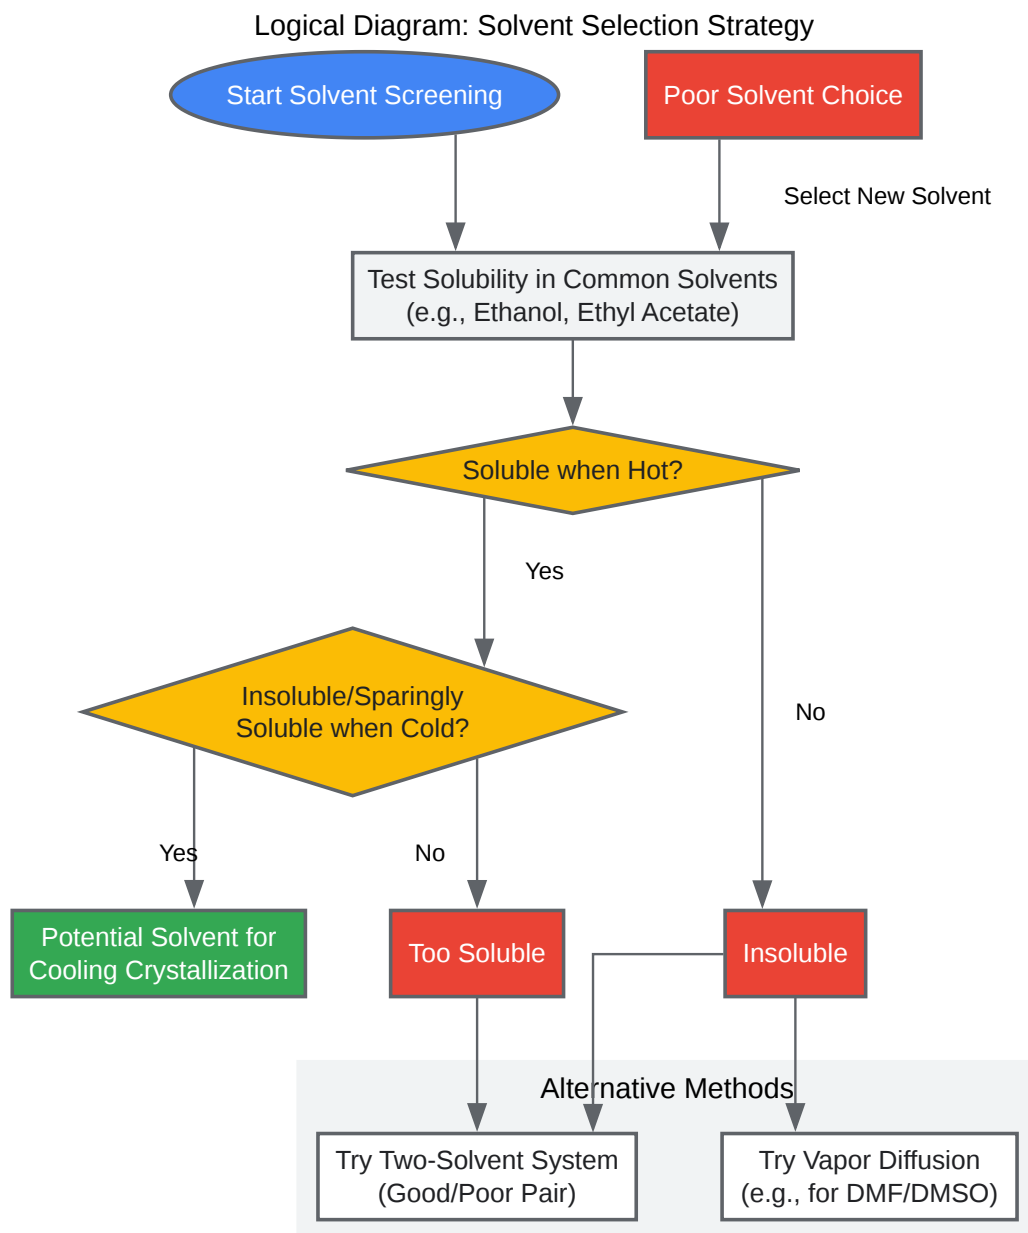 Logical Diagram: Solvent Selection Strategy
Start Solvent Screening
Poor Solvent Choice
Select New Solvent
Test Solubility in Common Solvents
(e.g., Ethanol, Ethyl Acetate)
Soluble when Hot?
Yes
Insoluble/Sparingly
Soluble when Cold?
No
Yes
No
Potential Solvent for
Cooling Crystallization
Too Soluble
Insoluble
Alternative Methods
Try Two-Solvent System
(Good/Poor Pair)
Try Vapor Diffusion
(e.g., for DMF/DMSO)